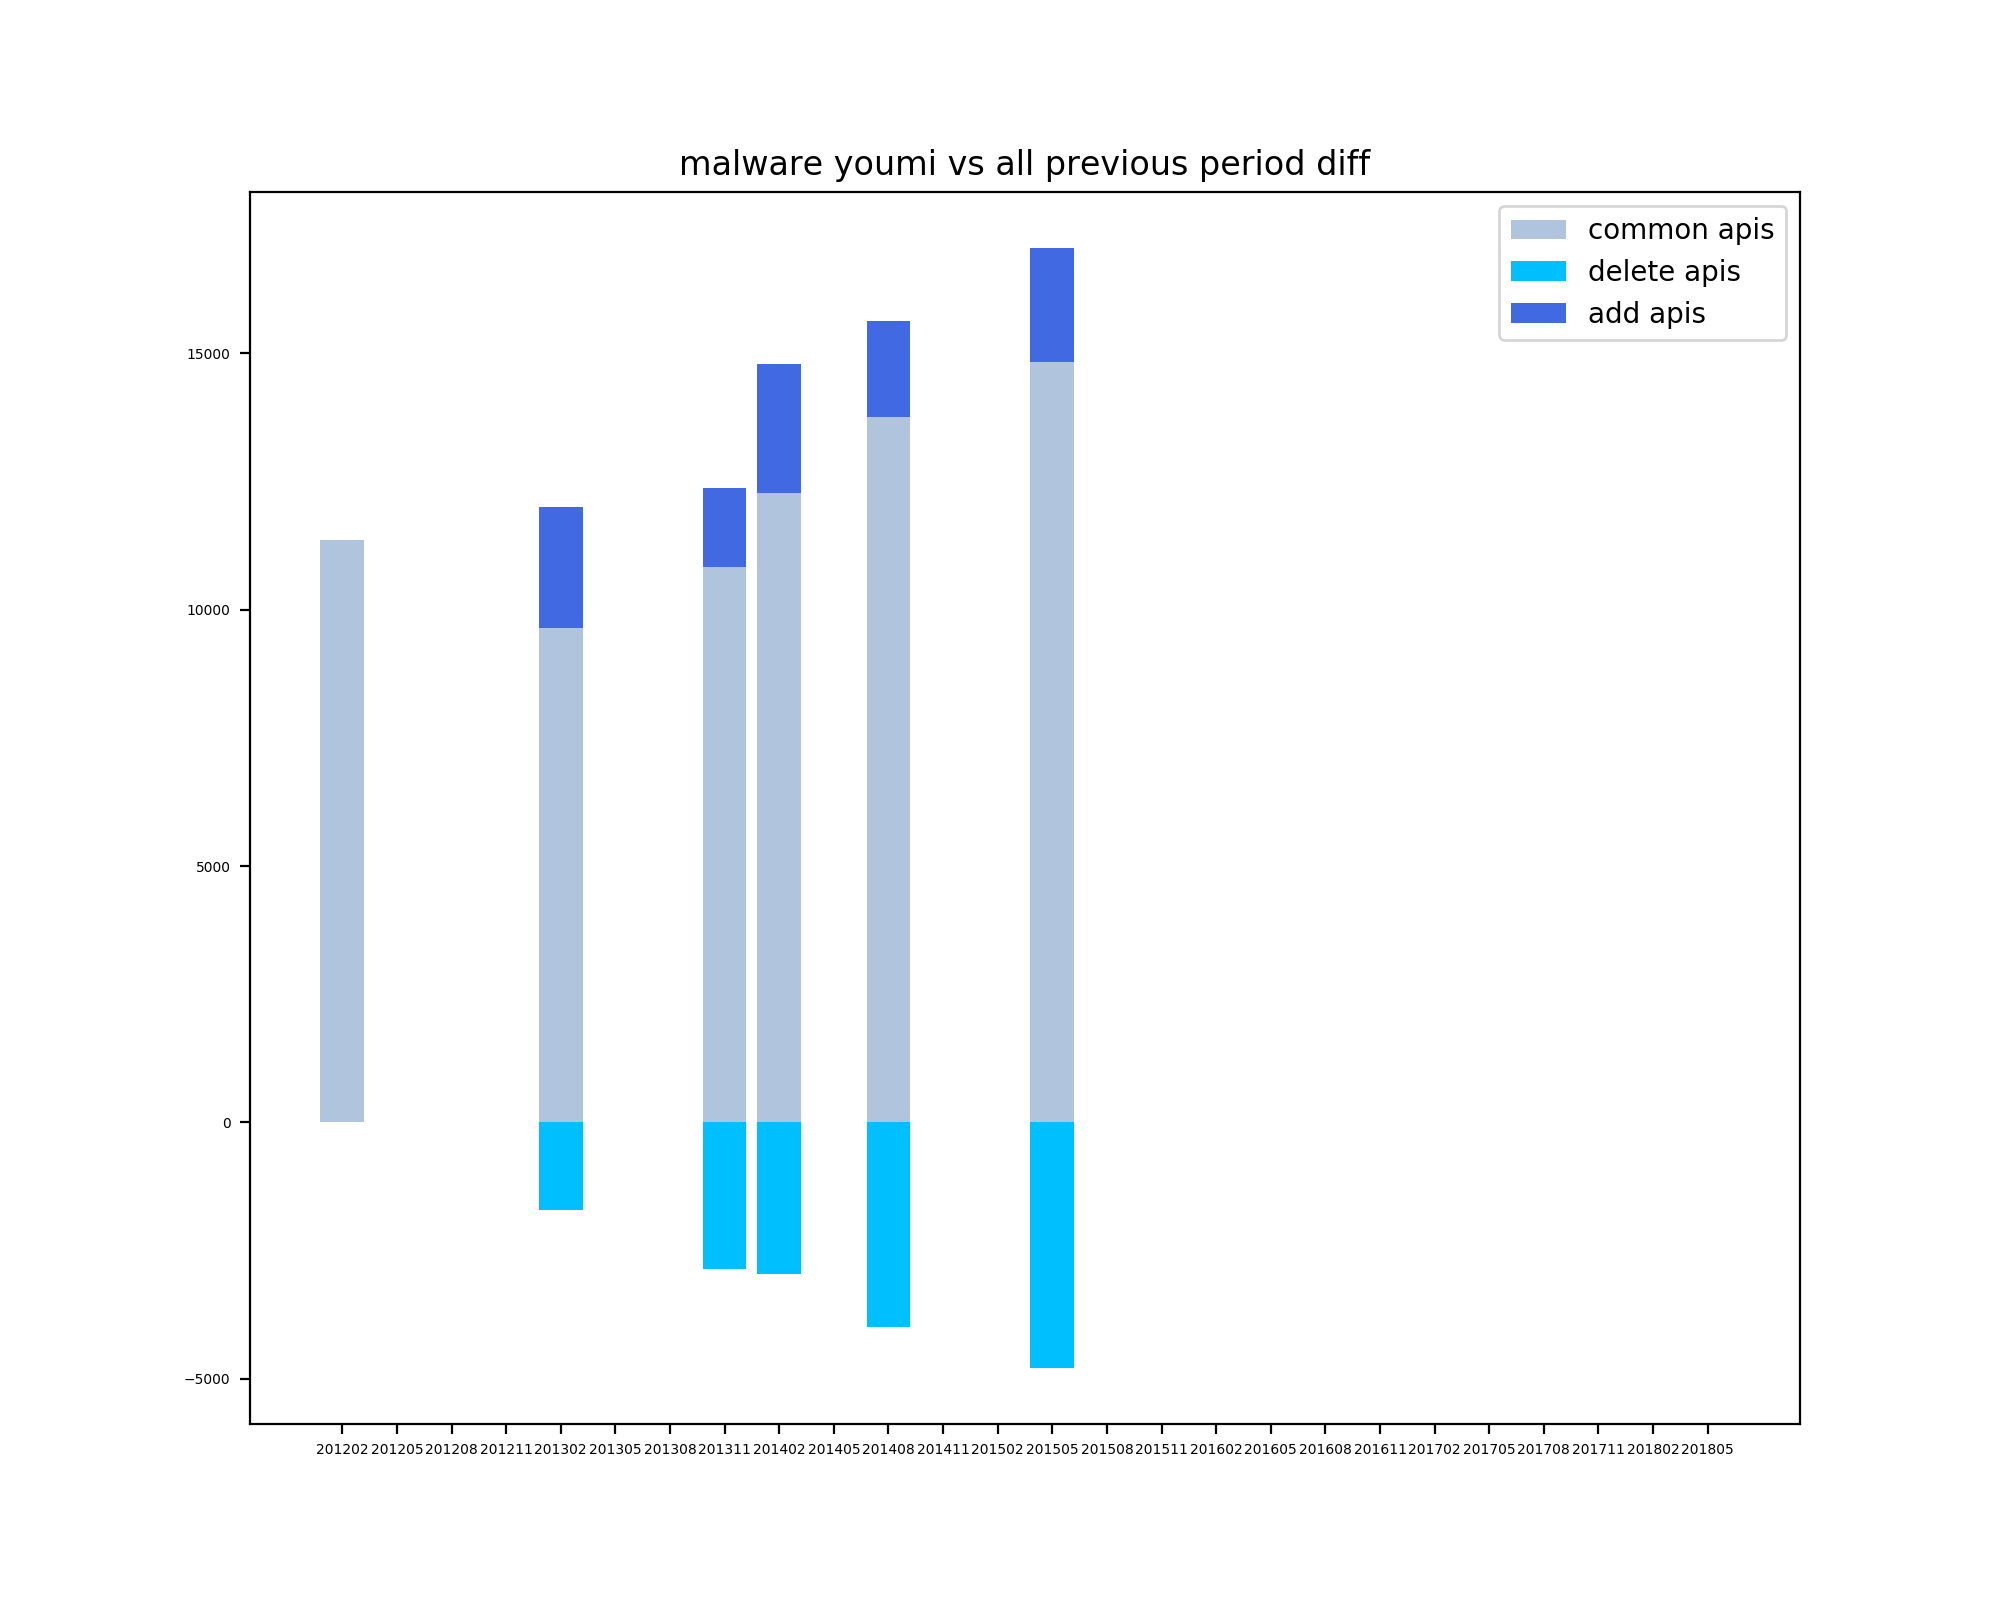 malware youmi vs all previous period diff
common apis
delete apis
add apis
15000
10000
5000
0
−5000
201202 201205 201208 201211 201302 201305 201308 201311 201402 201405 201408 201411 201502 201505 201508 201511 201602 201605 201608 201611 201702 201705 201708 201711 201802 201805